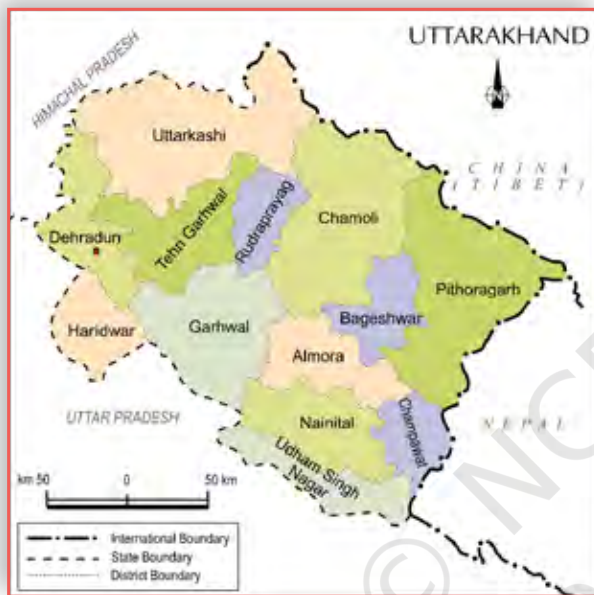 UTTARAKHAND
N
HIMACHAL PRADESH
Uttarkashi
CHINA
(TIBET)
Tehri Garhwal
Rudraprayag
Chamoli
Dehradun
Pithoragarh
Haridwar
Garhwal
Bageshwar
Almora
UTTAR PRADESH
Nainital
Champawat
NEPAL
Udham Singh
Nagar
km 50
0
50 km
International Boundary
State Boundary
District Boundary
© NC